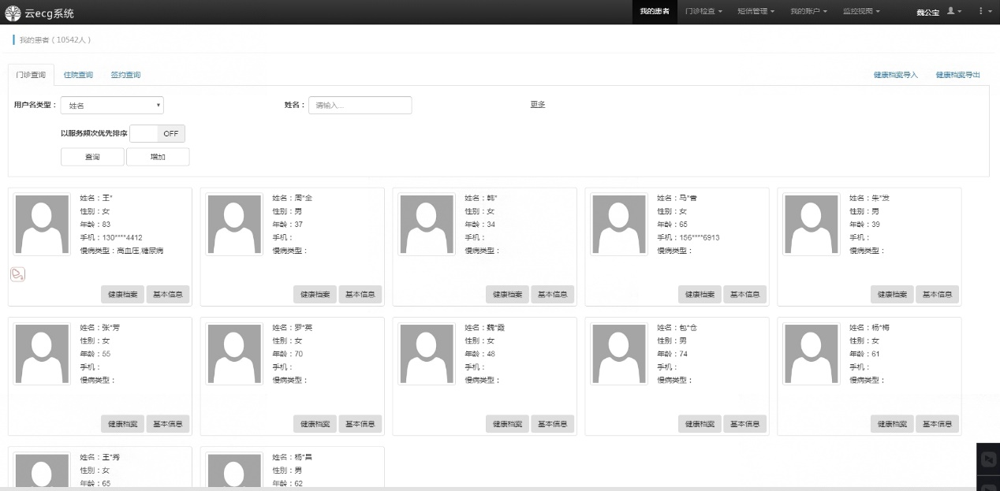 云ecg系统 我的患者 门诊检查 短信管理 我的账户 监控视图 魏公宝
我的患者(10542人)
门诊查询 住院查询 签约查询 健康档案导入 健康档案导出
用户名类型: 姓名 姓名: 请输入... 更多
以服务频次优先排序 OFF
查询 增加
姓名:王* 姓名:周*全 姓名:韩* 姓名:马*香 姓名:朱*发
性别:女 性别:男 性别:女 性别:女 性别:男
年龄:83 年龄:37 年龄:34 年龄:65 年龄:39
手机:130****4412 手机: 手机: 手机:156****6913 手机:
慢病类型:高血压,糖尿病 慢病类型: 慢病类型: 慢病类型: 慢病类型:
健康档案 基本信息 健康档案 基本信息 健康档案 基本信息 健康档案 基本信息 健康档案 基本信息
姓名:张*芳 姓名:罗*英 姓名:魏*霞 姓名:包*仓 姓名:杨*梅
性别:女 性别:女 性别:女 性别:男 性别:女
年龄:55 年龄:70 年龄:48 年龄:74 年龄:61
手机: 手机: 手机: 手机: 手机:
慢病类型: 慢病类型: 慢病类型: 慢病类型: 慢病类型:
健康档案 基本信息 健康档案 基本信息 健康档案 基本信息 健康档案 基本信息 健康档案 基本信息
姓名:王*秀 姓名:杨*昌
性别:女 性别:男
年龄:65 年龄:62